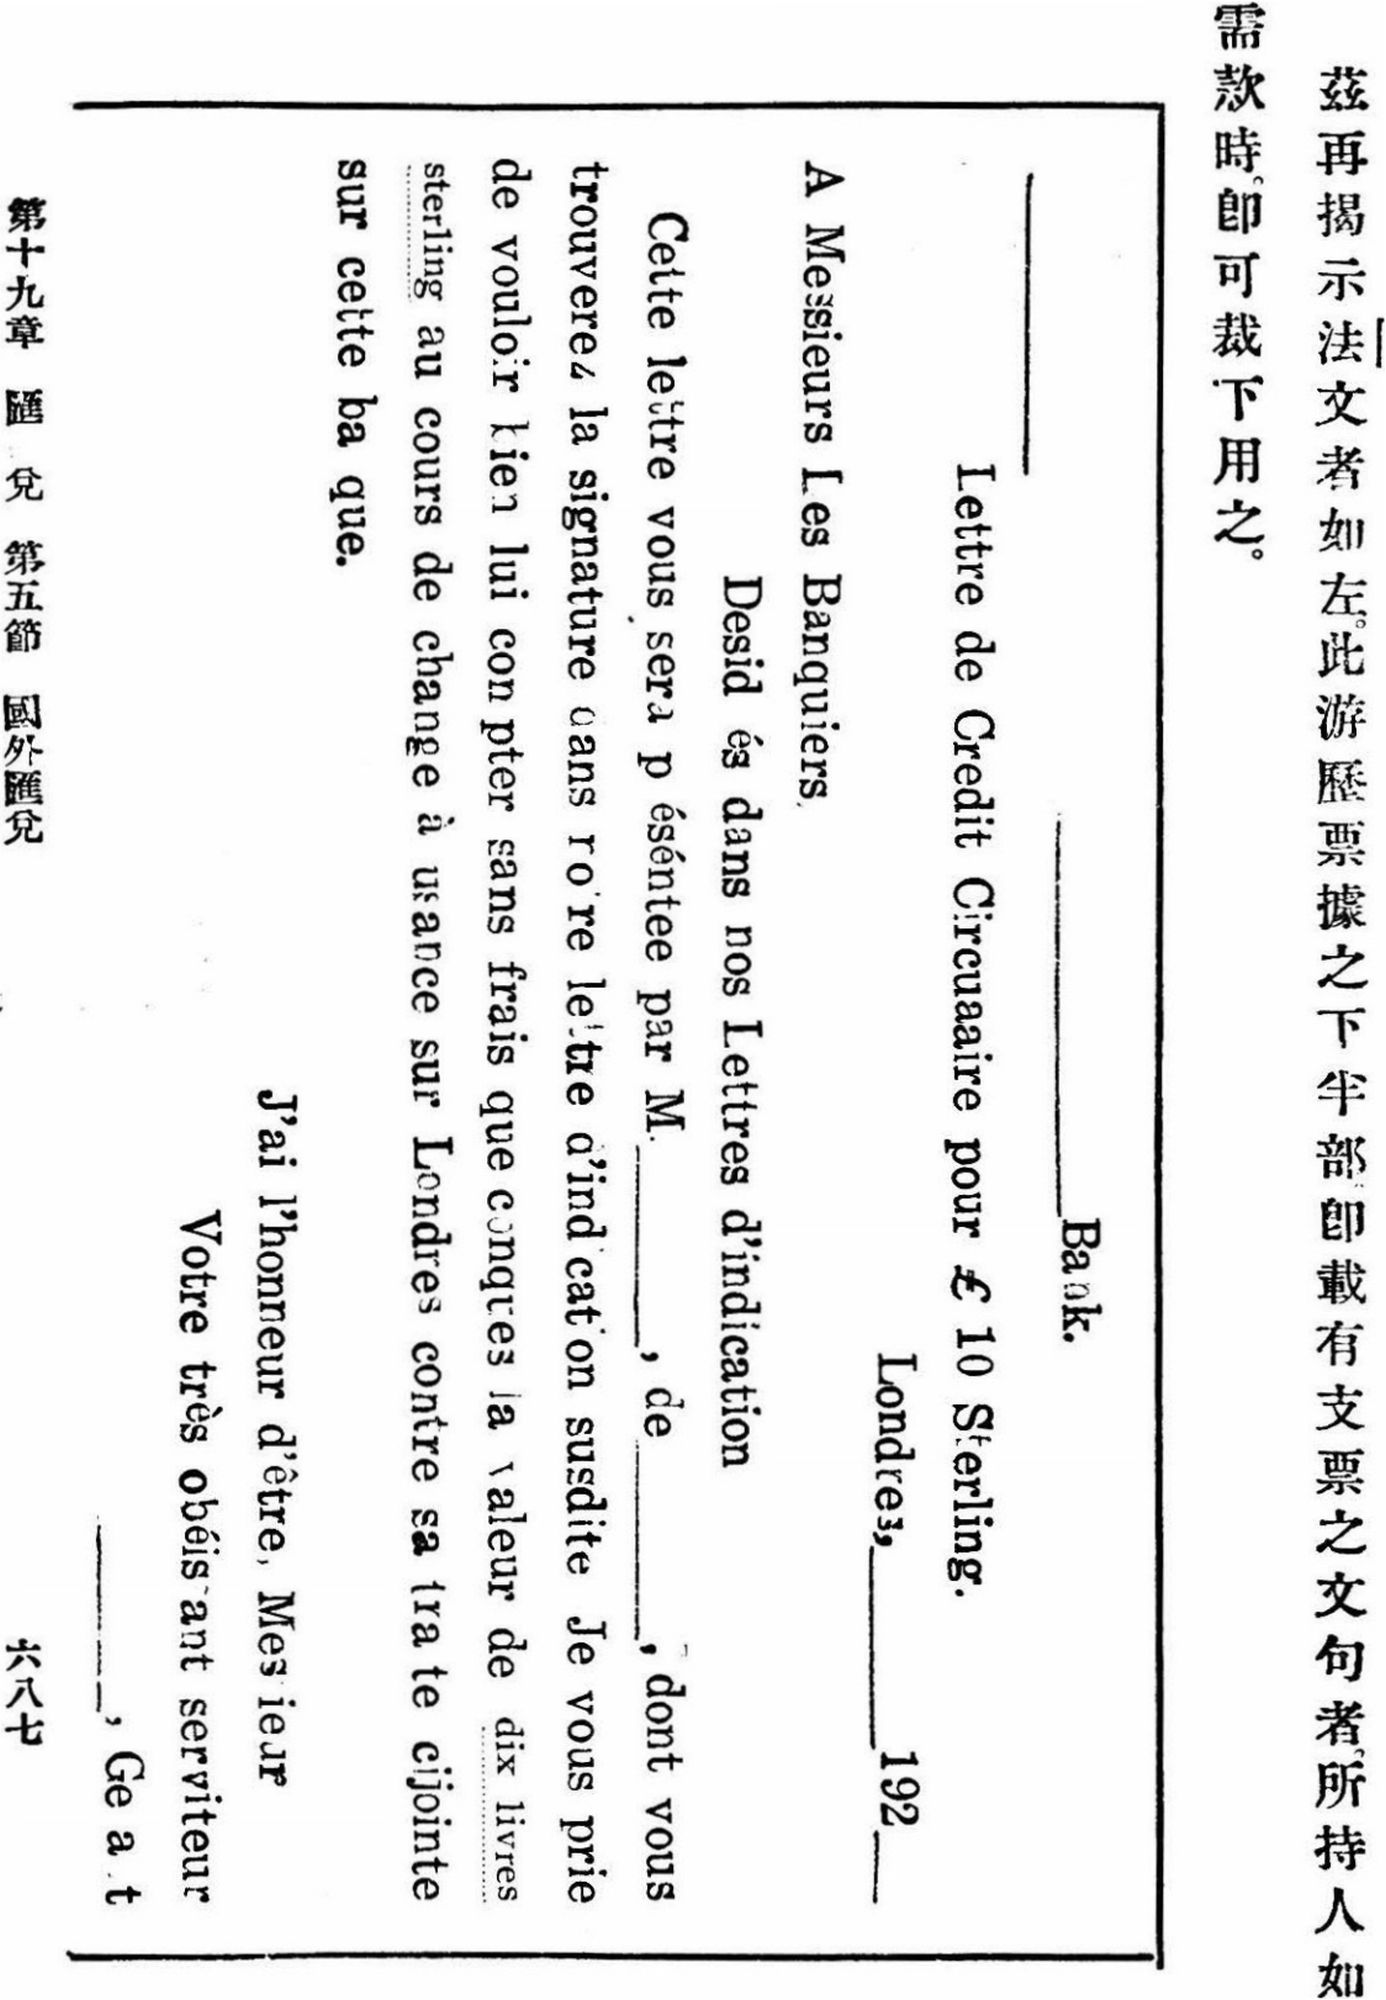 茲再揭示法文者如左。此游歷票據之下半部、卽載有支票之文句者、所持人如
需款時、卽可裁下用之。
Bank.
Lettre de Credit Circuaaire pour £ 10 Sterling.
Londres, 192
A Messieurs Les Banquiers,
Desid és dans nos Lettres d'indication
Cette lettre vous sera p éséntee par M. , de , dont vous
trouverez la signature dans no're lettre d'ind cat on susdite Je vous prie
de vouloir bien lui con pter sans frais que conques la valeur de dix livres
sterling au cours de change à usance sur Londres contre sa tra te cijointe
sur cette ba que.
J'ai l'honneur d'être, Messieur
Votre très obéis ant serviteur
, Ge a t
第十九章 匯 兌 第五節 國外匯兌
六八七